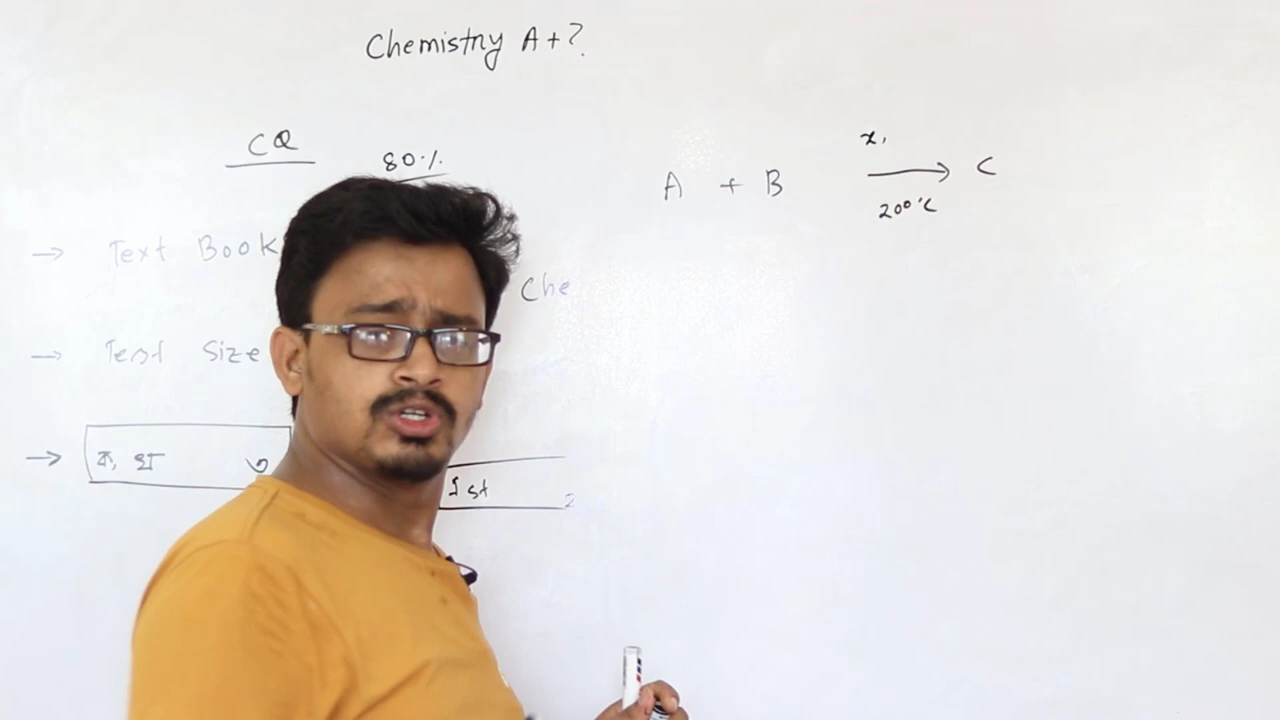 Chemistry A+?
CQ
80%
x,
A + B → C
200°C
→ Text Book
Che
→ Test Size
→ ক, খ
1st